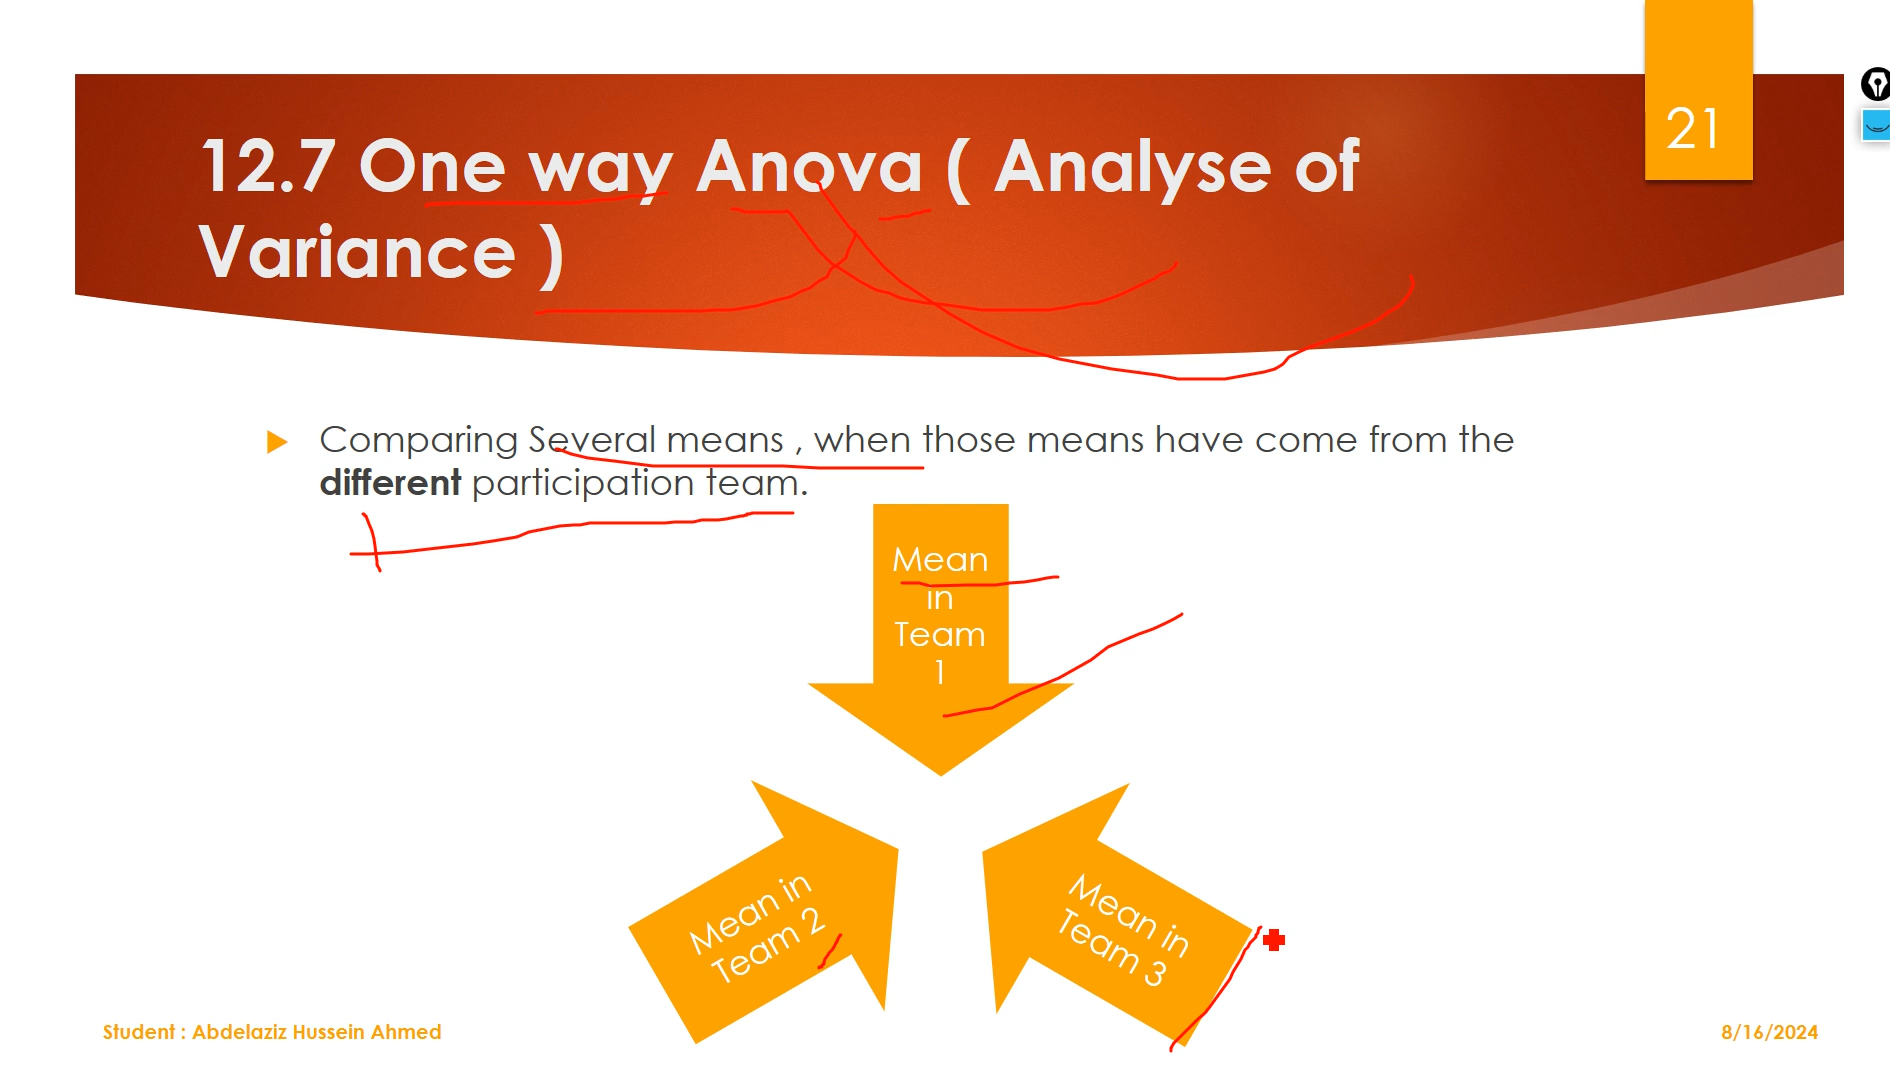 21
12.7 One way Anova ( Analyse of
Variance )
Comparing Several means , when those means have come from the
different participation team.
Mean
in
Team
1
Mean in
Team 2
Mean in
Team 3
Student : Abdelaziz Hussein Ahmed
8/16/2024